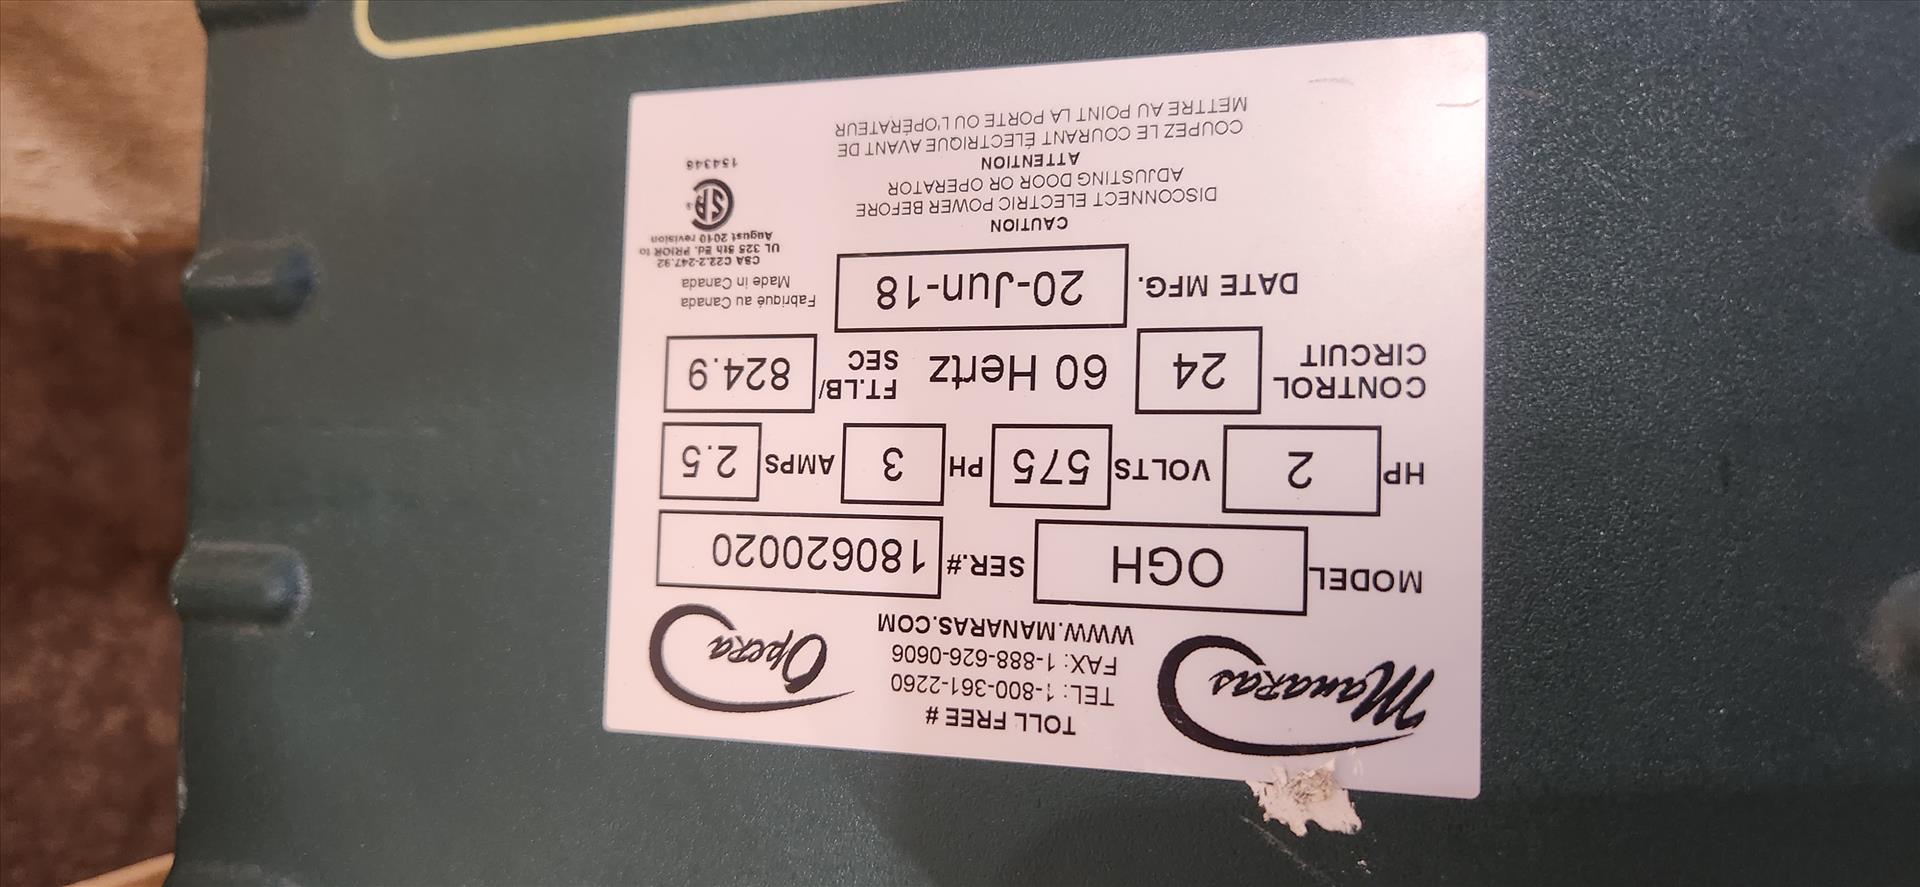 Manaras
TOLL FREE #
TEL: 1-800-361-2260
FAX: 1-888-626-0606
WWW.MANARAS.COM
Opera
MODEL OGH SER.# 180620020
HP 2 VOLTS 575 PH 3 AMPS 2.5
CONTROL CIRCUIT 24 60 Hertz FT.LB/SEC 824.9
DATE MFG. 20-Jun-18
Fabriqué au Canada
Made in Canada
CSA C22.2-247.92
UL 325 5th Ed. PRIOR to
August 2010 revision
154346
CAUTION
DISCONNECT ELECTRIC POWER BEFORE
ADJUSTING DOOR OR OPERATOR
ATTENTION
COUPEZ LE COURANT ÉLECTRIQUE AVANT DE
METTRE AU POINT LA PORTE OU L'OPÉRATEUR